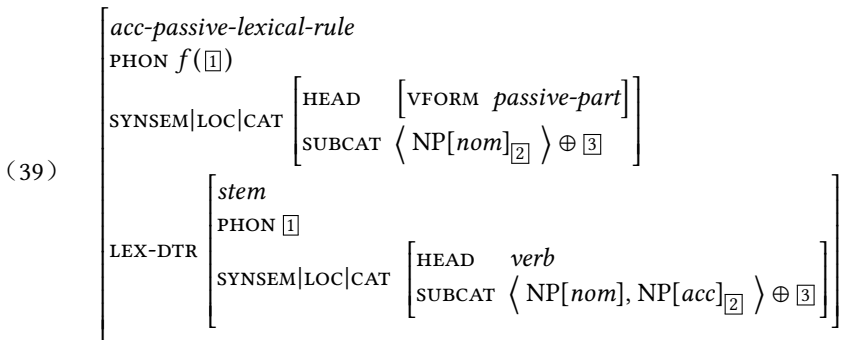 acc-passive-lexical-rule
PHON f(1)
SYNSEM|LOC|CAT
HEAD [VFORM passive-part]
SUBCAT ⟨ NP[nom]2 ⟩ ⊕ 3
(39)
LEX-DTR
stem
PHON 1
SYNSEM|LOC|CAT
HEAD verb
SUBCAT ⟨ NP[nom], NP[acc]2 ⟩ ⊕ 3